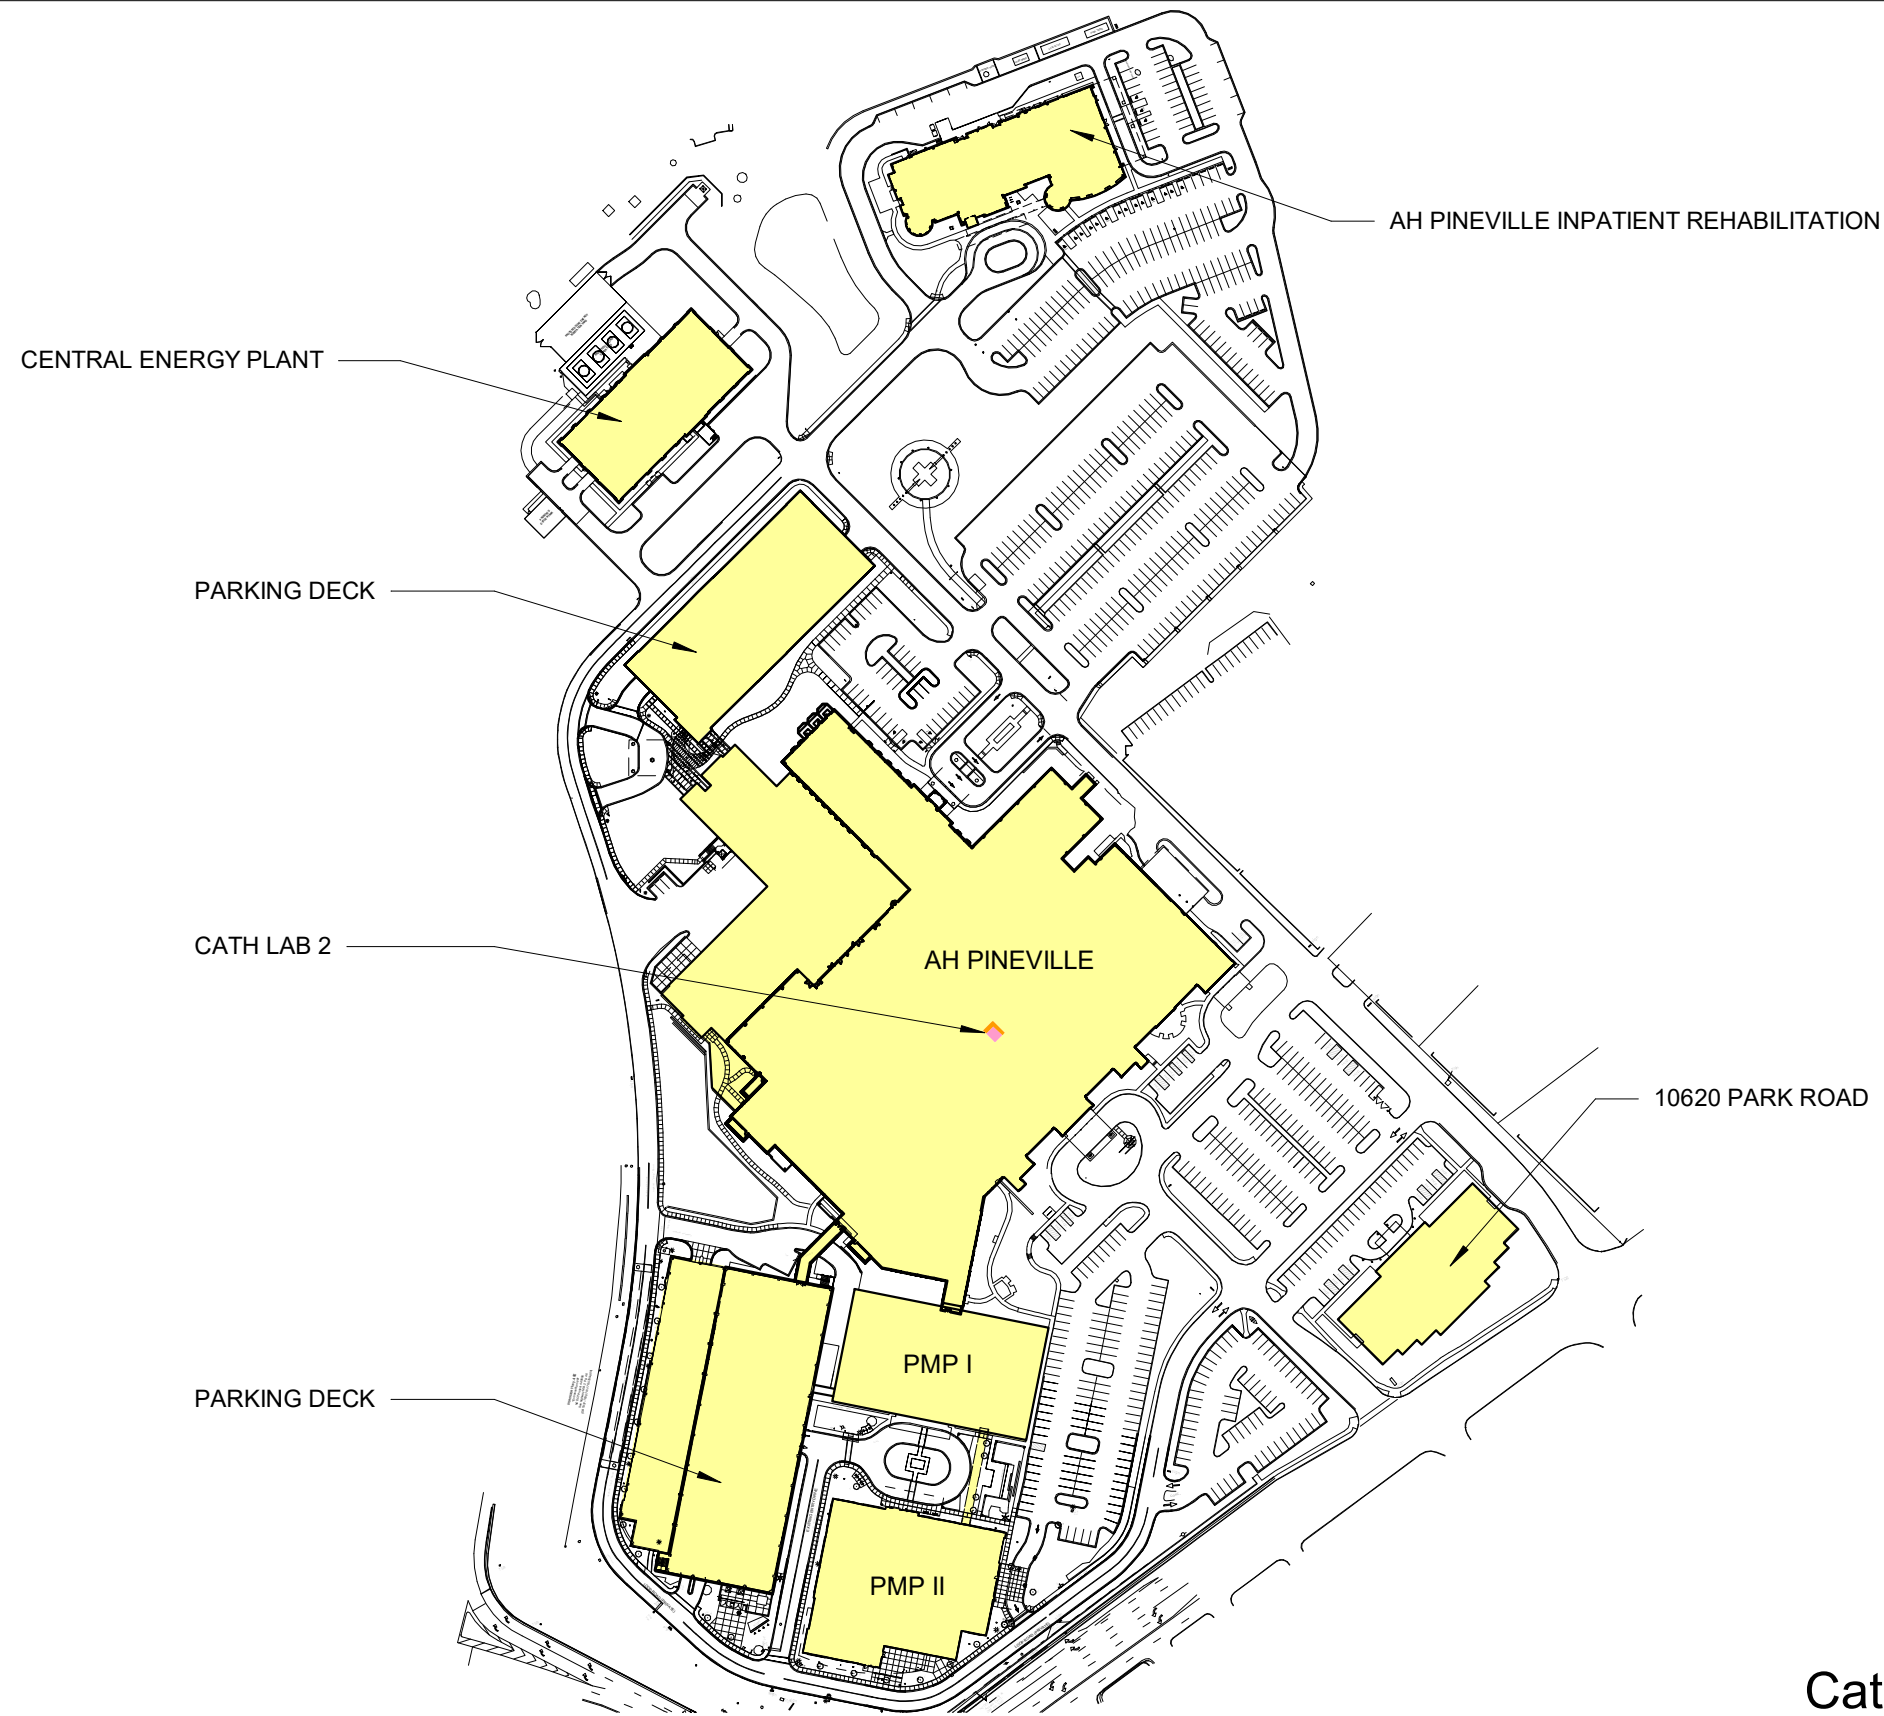 AH PINEVILLE INPATIENT REHABILITATION
CENTRAL ENERGY PLANT
PARKING DECK
CATH LAB 2
AH PINEVILLE
10620 PARK ROAD
PMP I
PARKING DECK
PMP II
Cat